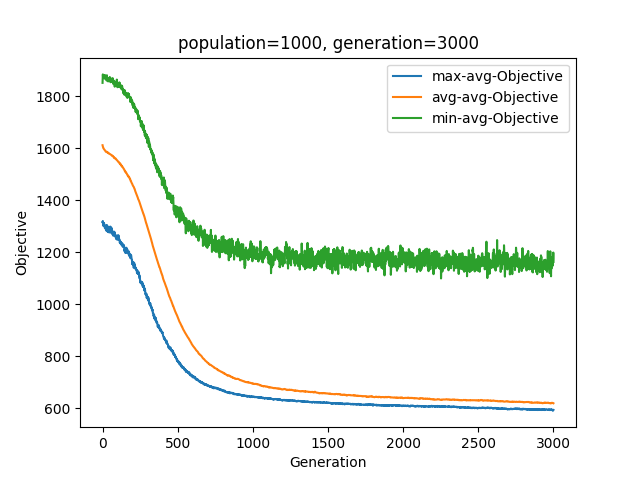 population=1000, generation=3000
max-avg-Objective
avg-avg-Objective
min-avg-Objective
1800
1600
1400
1200
1000
800
600
Objective
0 500 1000 1500 2000 2500 3000
Generation